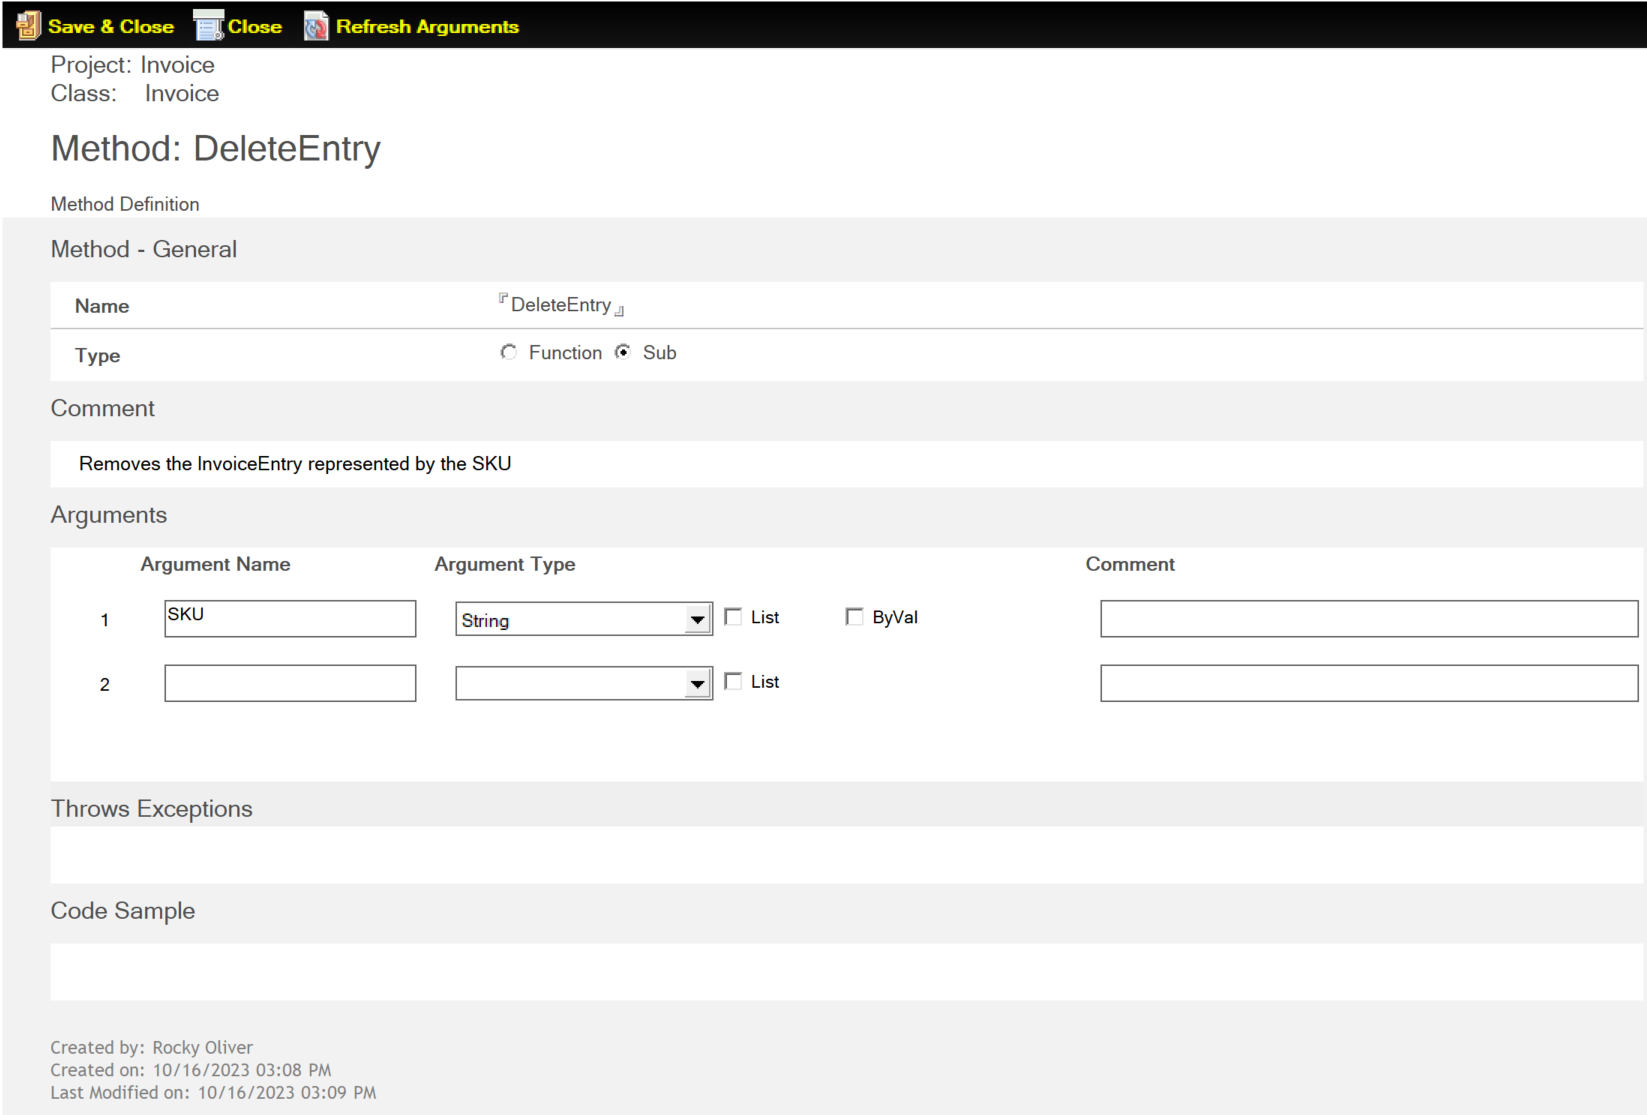 Save & Close Close Refresh Arguments
Project: Invoice
Class: Invoice
Method: DeleteEntry
Method Definition
Method - General
Name DeleteEntry
Type Function Sub
Comment
Removes the InvoiceEntry represented by the SKU
Arguments
Argument Name Argument Type Comment
1 SKU String List ByVal
2 List
Throws Exceptions
Code Sample
Created by: Rocky Oliver
Created on: 10/16/2023 03:08 PM
Last Modified on: 10/16/2023 03:09 PM